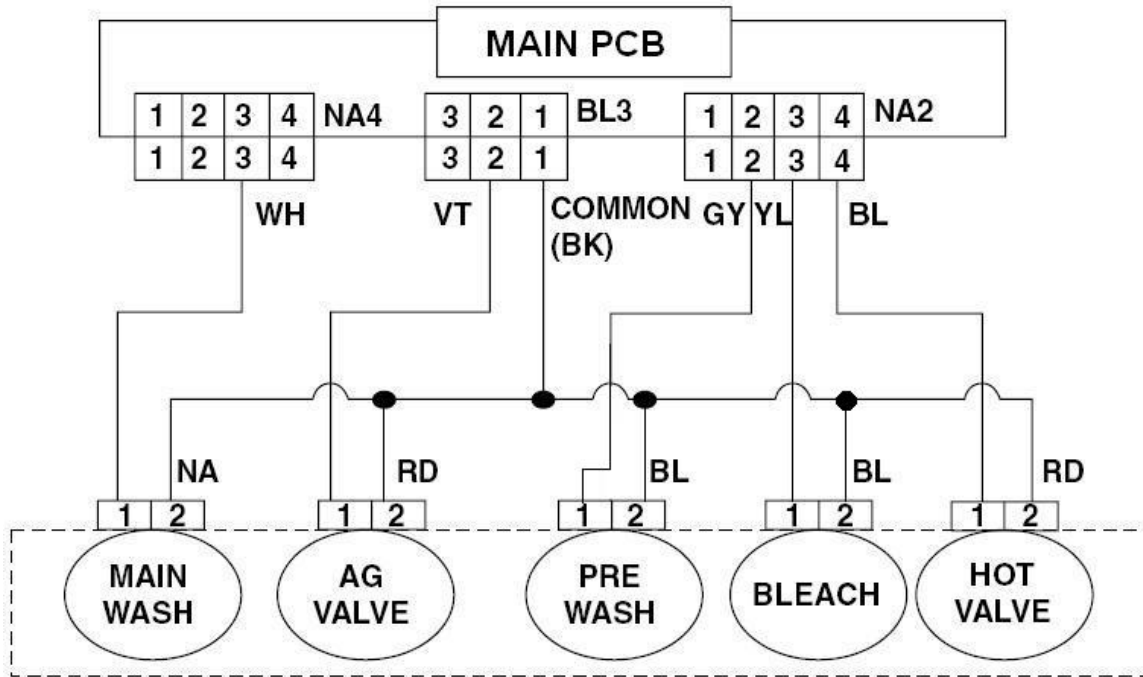 MAIN PCB
1 2 3 4 NA4 3 2 1 BL3 1 2 3 4 NA2
1 2 3 4 3 2 1 1 2 3 4
WH VT COMMON GY YL BL
(BK)
NA RD BL BL RD
1 2 1 2 1 2 1 2 1 2
MAIN
WASH
AG
VALVE
PRE
WASH
BLEACH
HOT
VALVE